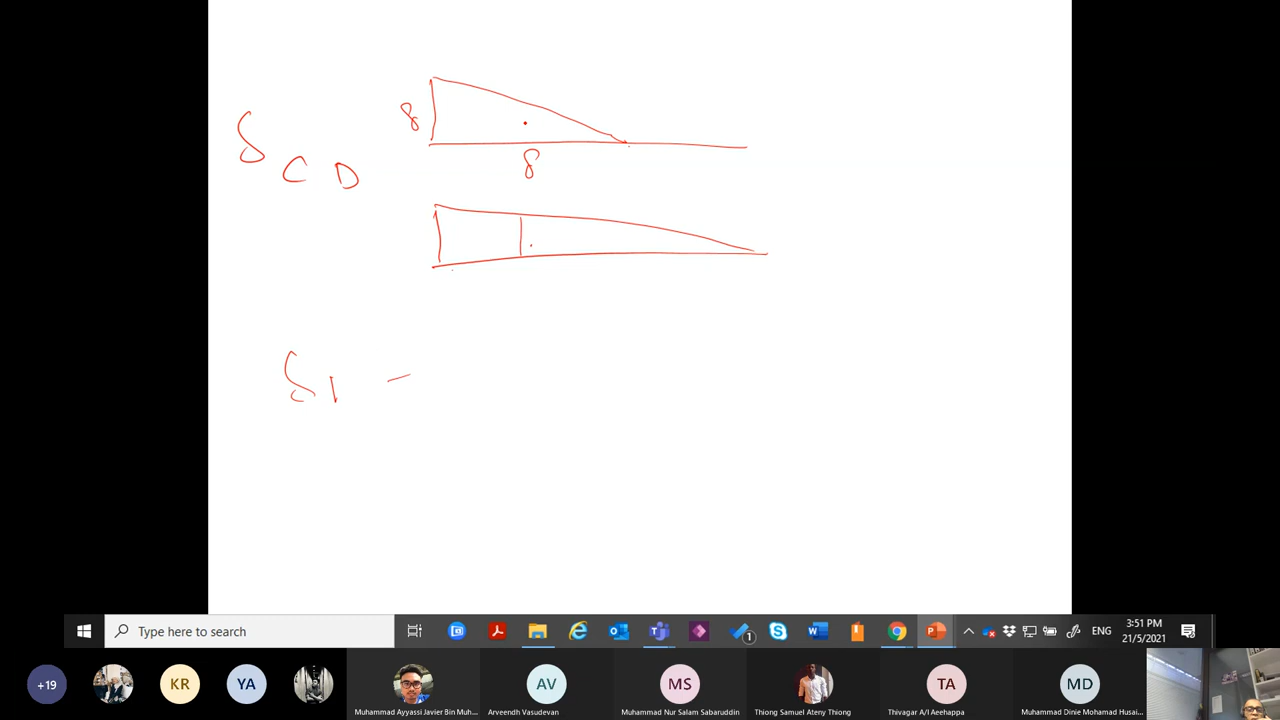 8
δ C D
8
δ1 =
Type here to search
1
ENG
3:51 PM
21/5/2021
+19
KR
YA
AV
MS
TA
MD
Muhammad Ayyassi Javier Bin Muh...
Arveendh Vasudevan
Muhammad Nur Salam Sabaruddin
Thiong Samuel Ateny Thiong
Thivagar A/I Aeehappa
Muhammad Dinie Mohamad Husai...